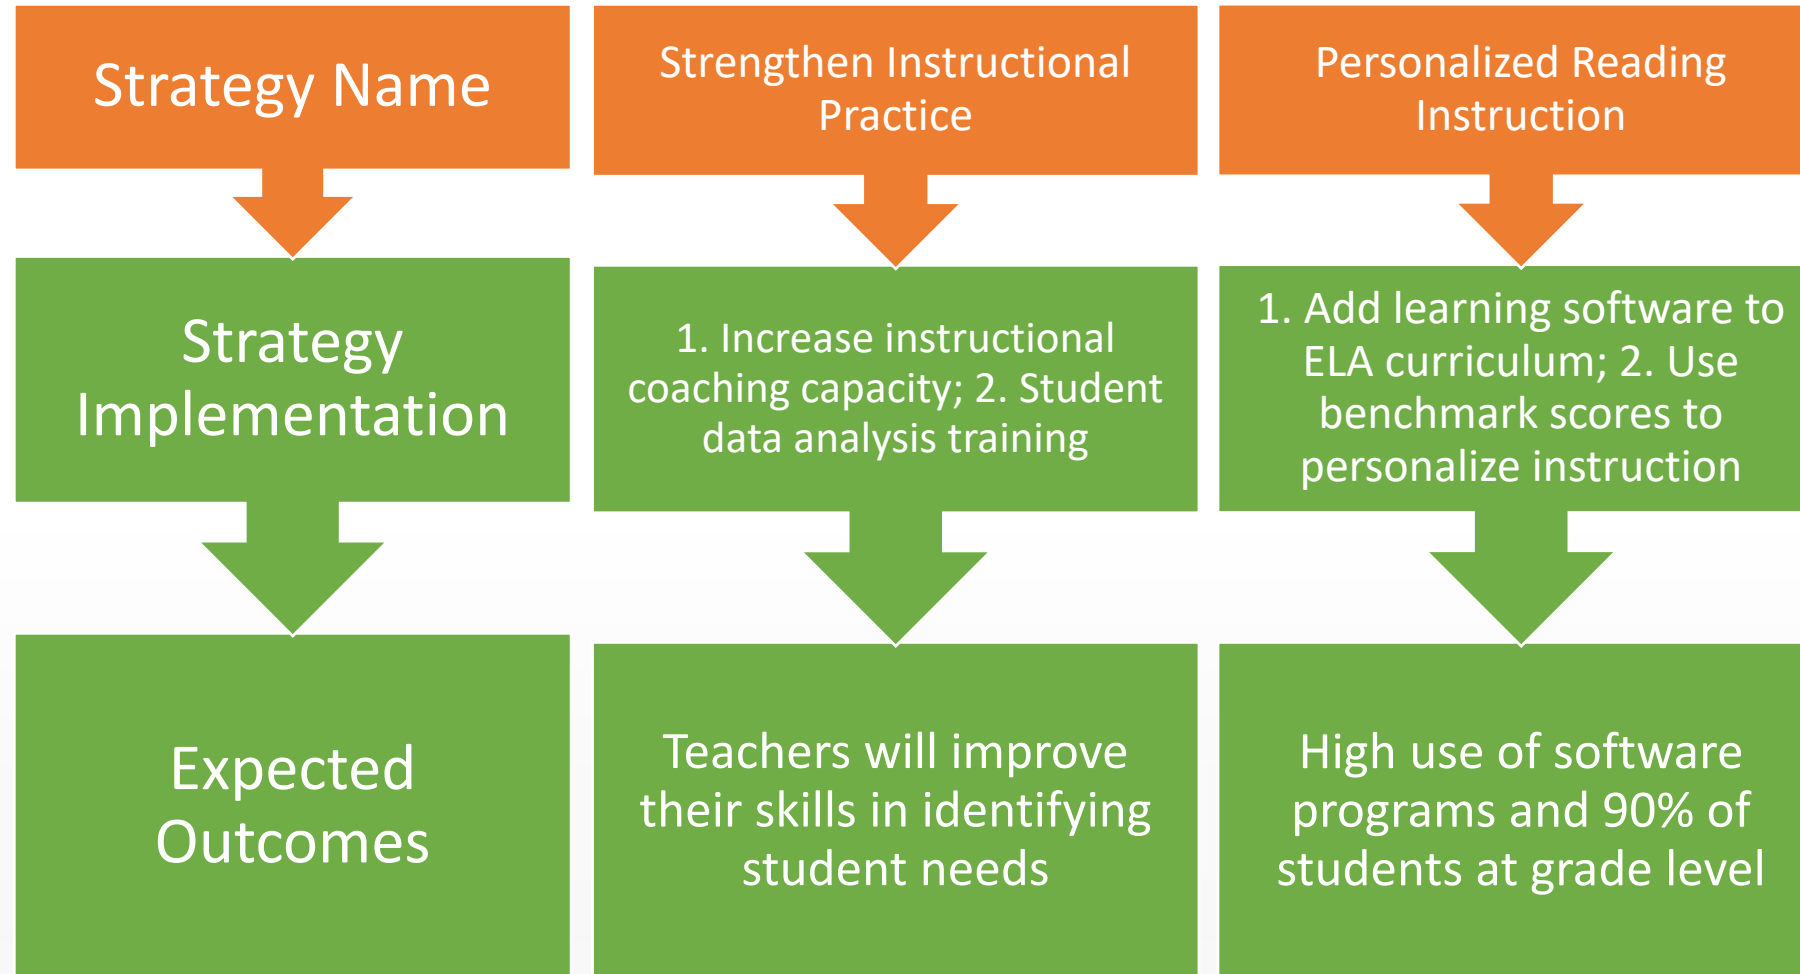 Strategy Name
Strategy
Implementation
Expected
Outcomes
Strengthen Instructional
Practice
1. Increase instructional
coaching capacity; 2. Student
data analysis training
Teachers will improve
their skills in identifying
student needs
Personalized Reading
Instruction
1. Add learning software to
ELA curriculum; 2. Use
benchmark scores to
personalize instruction
High use of software
programs and 90% of
students at grade level